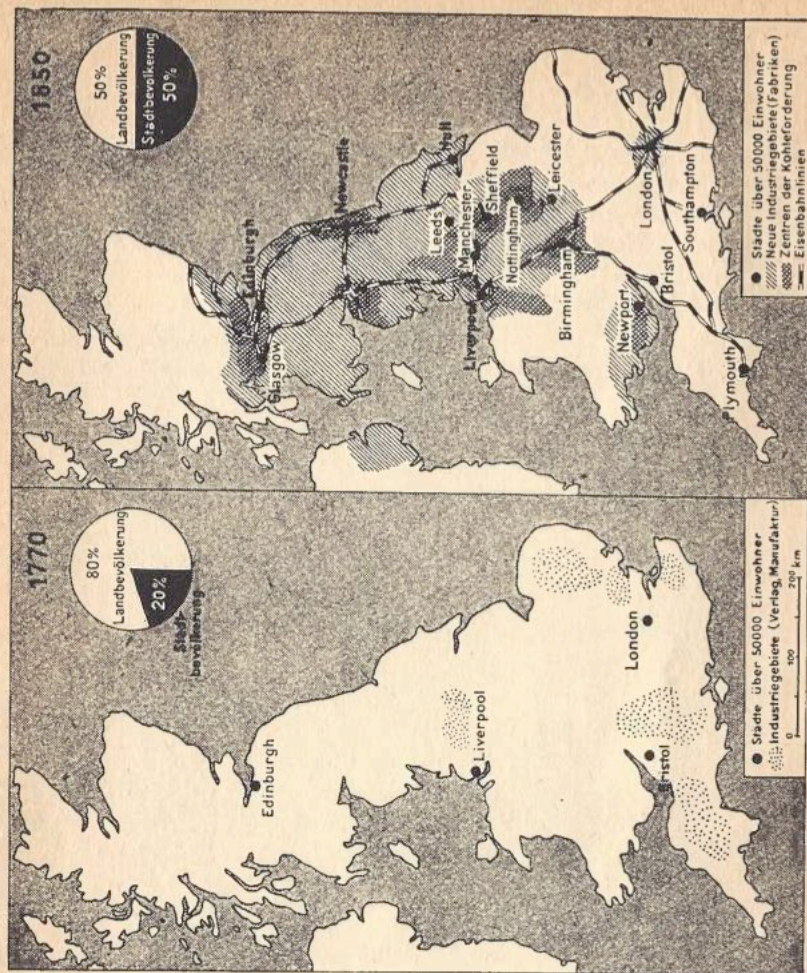 1770
80%
Landbevölkerung
20%
Stadt-
bevölkerung
Edinburgh
Liverpool
London
Bristol
Städte über 50000 Einwohner
Industriegebiete (Verlag, Manufaktur)
0 100 200 km
1850
50%
Landbevölkerung
Stadtbevölkerung
50%
Edinburgh
Glasgow
Newcastle
Hull
Leeds
Manchester
Sheffield
Liverpool
Nottingham
Leicester
Birmingham
Newport
London
Bristol
Southampton
Plymouth
Städte über 50000 Einwohner
Neue Industriegebiete (Fabriken)
Zentren der Kohleförderung
Eisenbahnlinien